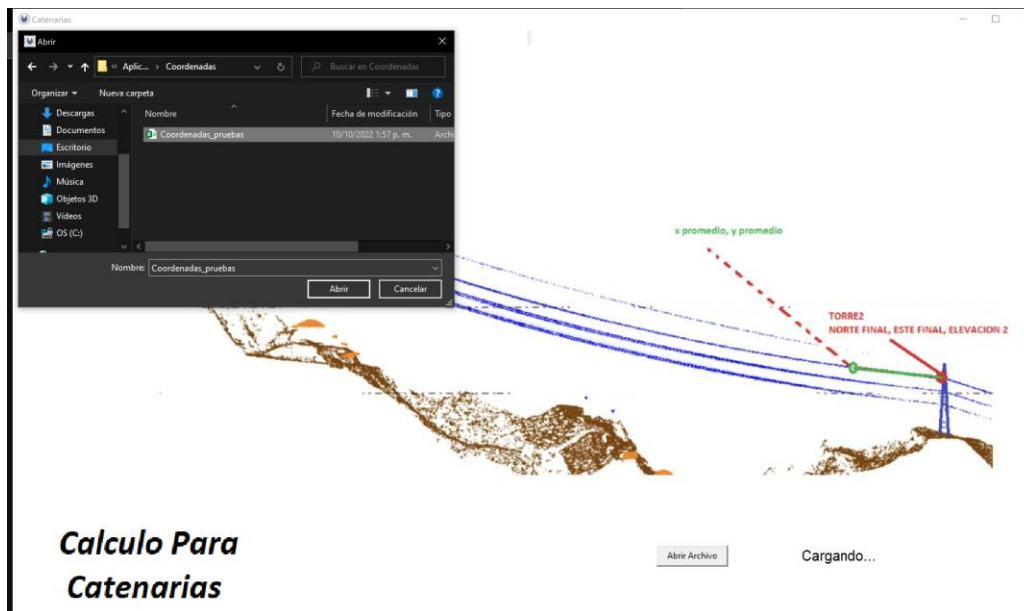 Catenarias
Abrir
« Aplic... › Coordenadas
Buscar en Coordenadas
Organizar
Nueva carpeta
Descargas
Documentos
Escritorio
Imágenes
Música
Objetos 3D
Vídeos
OS (C:)
Nombre
Fecha de modificación
Tipo
Coordenadas_pruebas
10/10/2022 1:57 p. m.
Archi
Nombre:
Coordenadas_pruebas
Abrir
Cancelar
x promedio, y promedio
TORRE2
NORTE FINAL, ESTE FINAL, ELEVACION 2
Calculo Para
Catenarias
Abrir Archivo
Cargando...